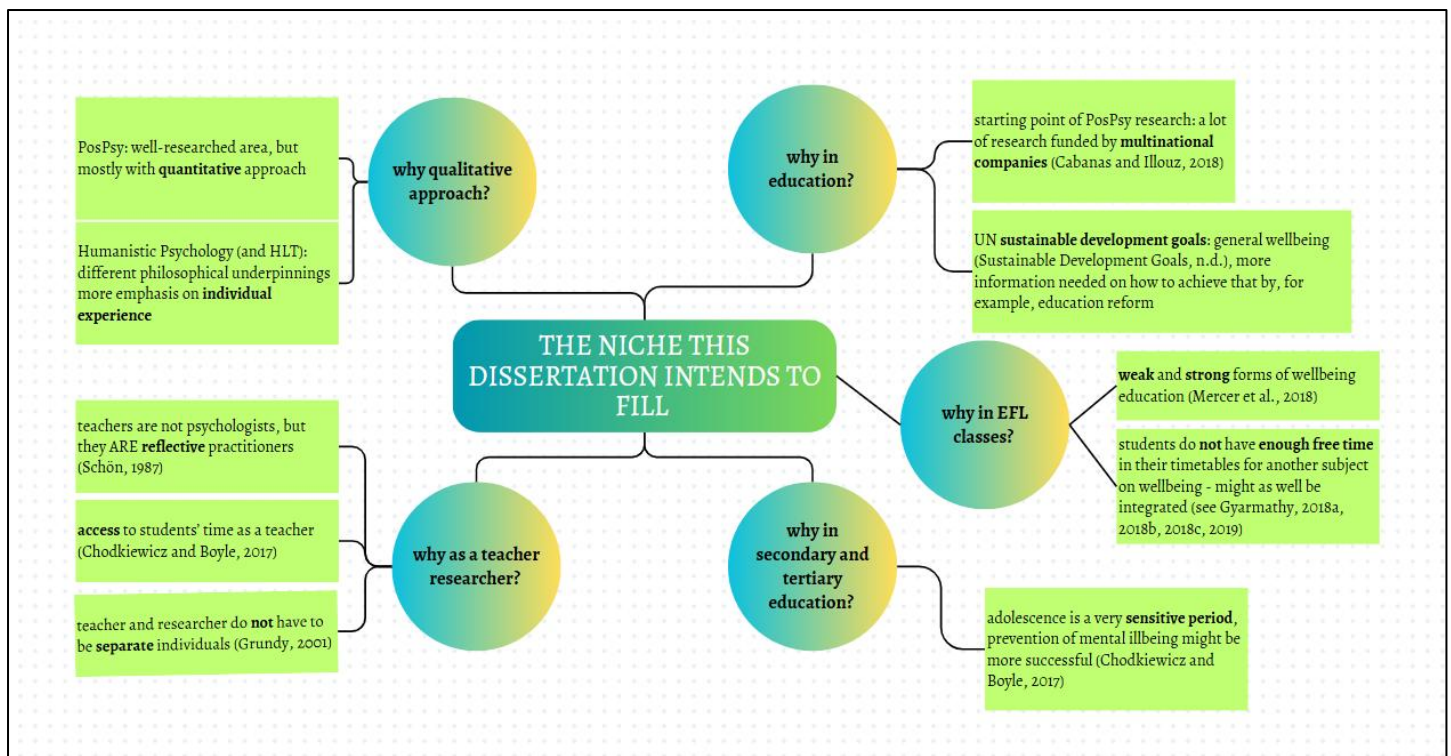 THE NICHE THIS
DISSERTATION INTENDS TO
FILL
why qualitative
approach?
PosPsy: well-researched area, but
mostly with quantitative approach
Humanistic Psychology (and HLT):
different philosophical underpinnings
more emphasis on individual
experience
why in
education?
starting point of PosPsy research: a lot
of research funded by multinational
companies (Cabanas and Illouz, 2018)
UN sustainable development goals: general wellbeing
(Sustainable Development Goals, n.d.), more
information needed on how to achieve that by, for
example, education reform
why in EFL
classes?
weak and strong forms of wellbeing
education (Mercer et al., 2018)
students do not have enough free time
in their timetables for another subject
on wellbeing - might as well be
integrated (see Gyarmathy, 2018a,
2018b, 2018c, 2019)
why as a teacher
researcher?
teachers are not psychologists, but
they ARE reflective practitioners
(Schön, 1987)
access to students’ time as a teacher
(Chodkiewicz and Boyle, 2017)
teacher and researcher do not have to
be separate individuals (Grundy, 2001)
why in
secondary and
tertiary
education?
adolescence is a very sensitive period,
prevention of mental illbeing might be
more successful (Chodkiewicz and
Boyle, 2017)